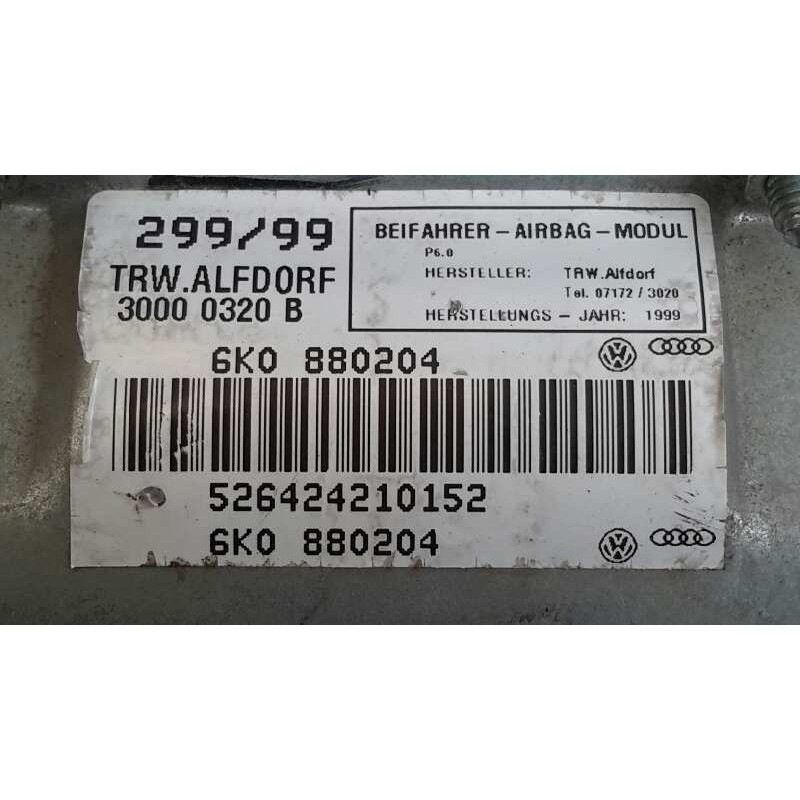 299/99
TRW.ALFDORF
3000 0320 B
BEIFAHRER – AIRBAG – MODUL
P6.0
HERSTELLER: TRW.Alfdorf
Tel. 07172 / 3020
HERSTELLUNGS – JAHR: 1999
6K0 880204
526424210152
6K0 880204